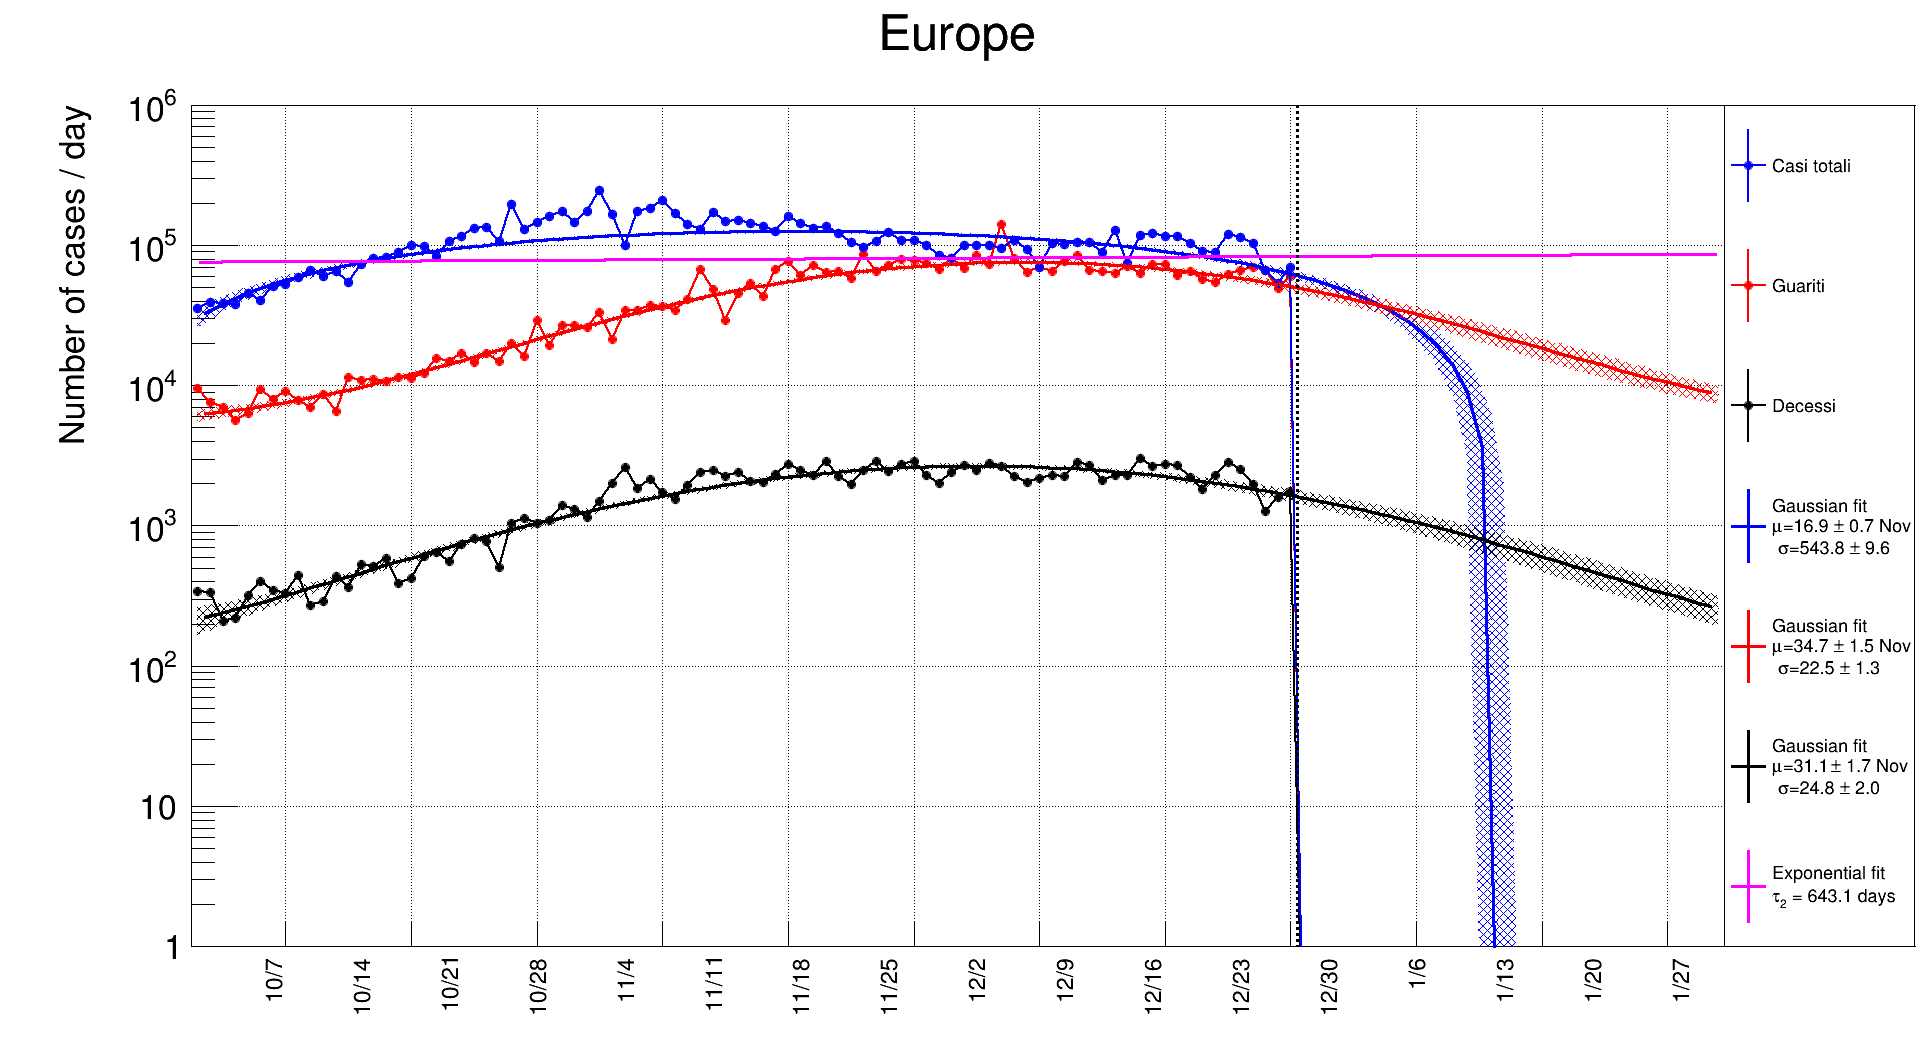 Europe
Number of cases / day
10^6
10^5
10^4
10^3
10^2
10
1
10/7
10/14
10/21
10/28
11/4
11/11
11/18
11/25
12/2
12/9
12/16
12/23
12/30
1/6
1/13
1/20
1/27
Casi totali
Guariti
Decessi
Gaussian fit
μ=16.9 ± 0.7 Nov
σ=543.8 ± 9.6
Gaussian fit
μ=34.7 ± 1.5 Nov
σ=22.5 ± 1.3
Gaussian fit
μ=31.1 ± 1.7 Nov
σ=24.8 ± 2.0
Exponential fit
τ₂ = 643.1 days